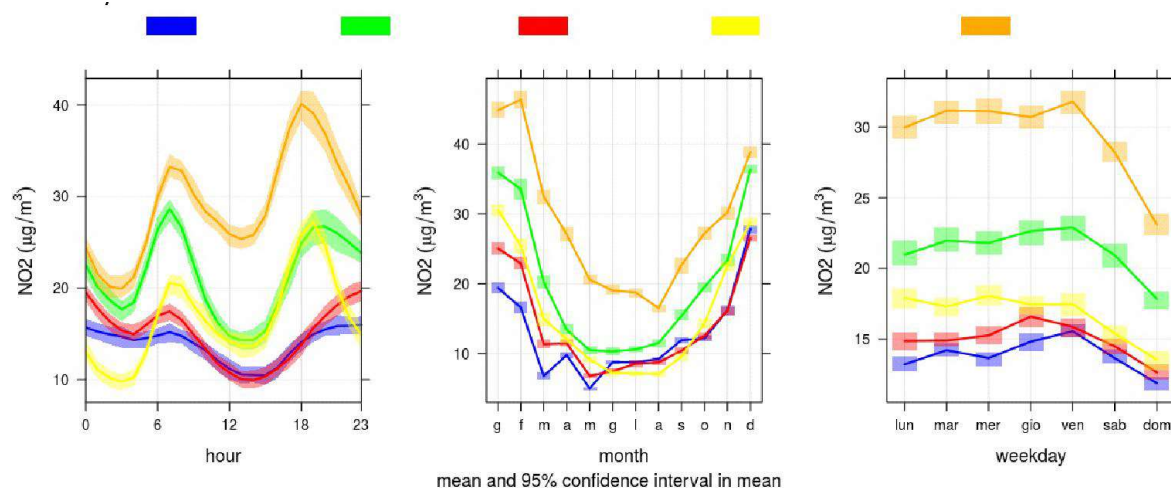 40
30
20
10
NO2 (µg/m³)
0 6 12 18 23
hour
40
30
20
10
NO2 (µg/m³)
g f m a m g l a s o n d
month
mean and 95% confidence interval in mean
30
25
20
15
NO2 (µg/m³)
lun mar mer gio ven sab dom
weekday